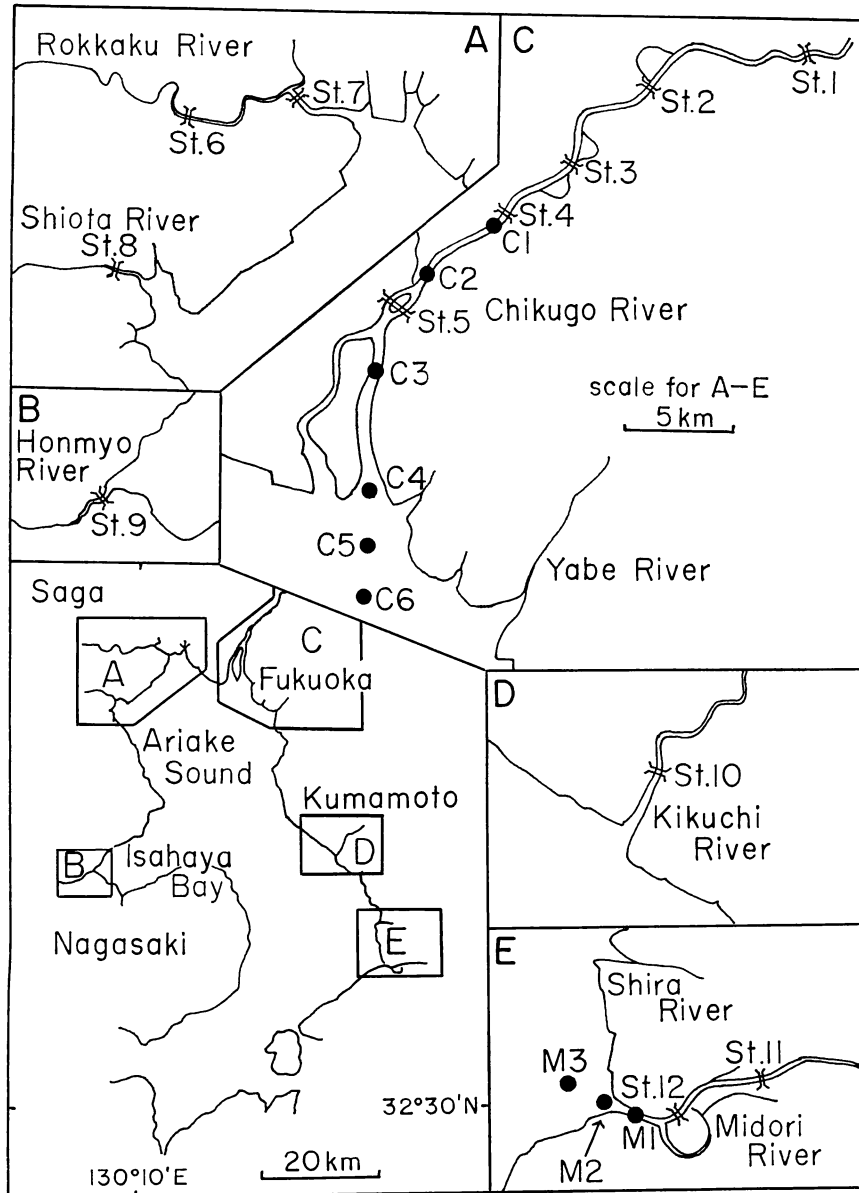 A
Rokkaku River
St.7
St.6
Shiota River
St.8
C
St.1
St.2
St.3
St.4
C1
C2
St.5
Chikugo River
C3
scale for A–E
5 km
C4
C5
C6
Yabe River
B
Honmyo
River
St.9
Saga
A
C
Fukuoka
Ariake
Sound
Kumamoto
B
Isahaya
Bay
D
Nagasaki
E
32°30'N
130°10'E
20 km
D
St.10
Kikuchi
River
E
Shira
River
M3
St.12
St.11
M1
M2
Midori
River